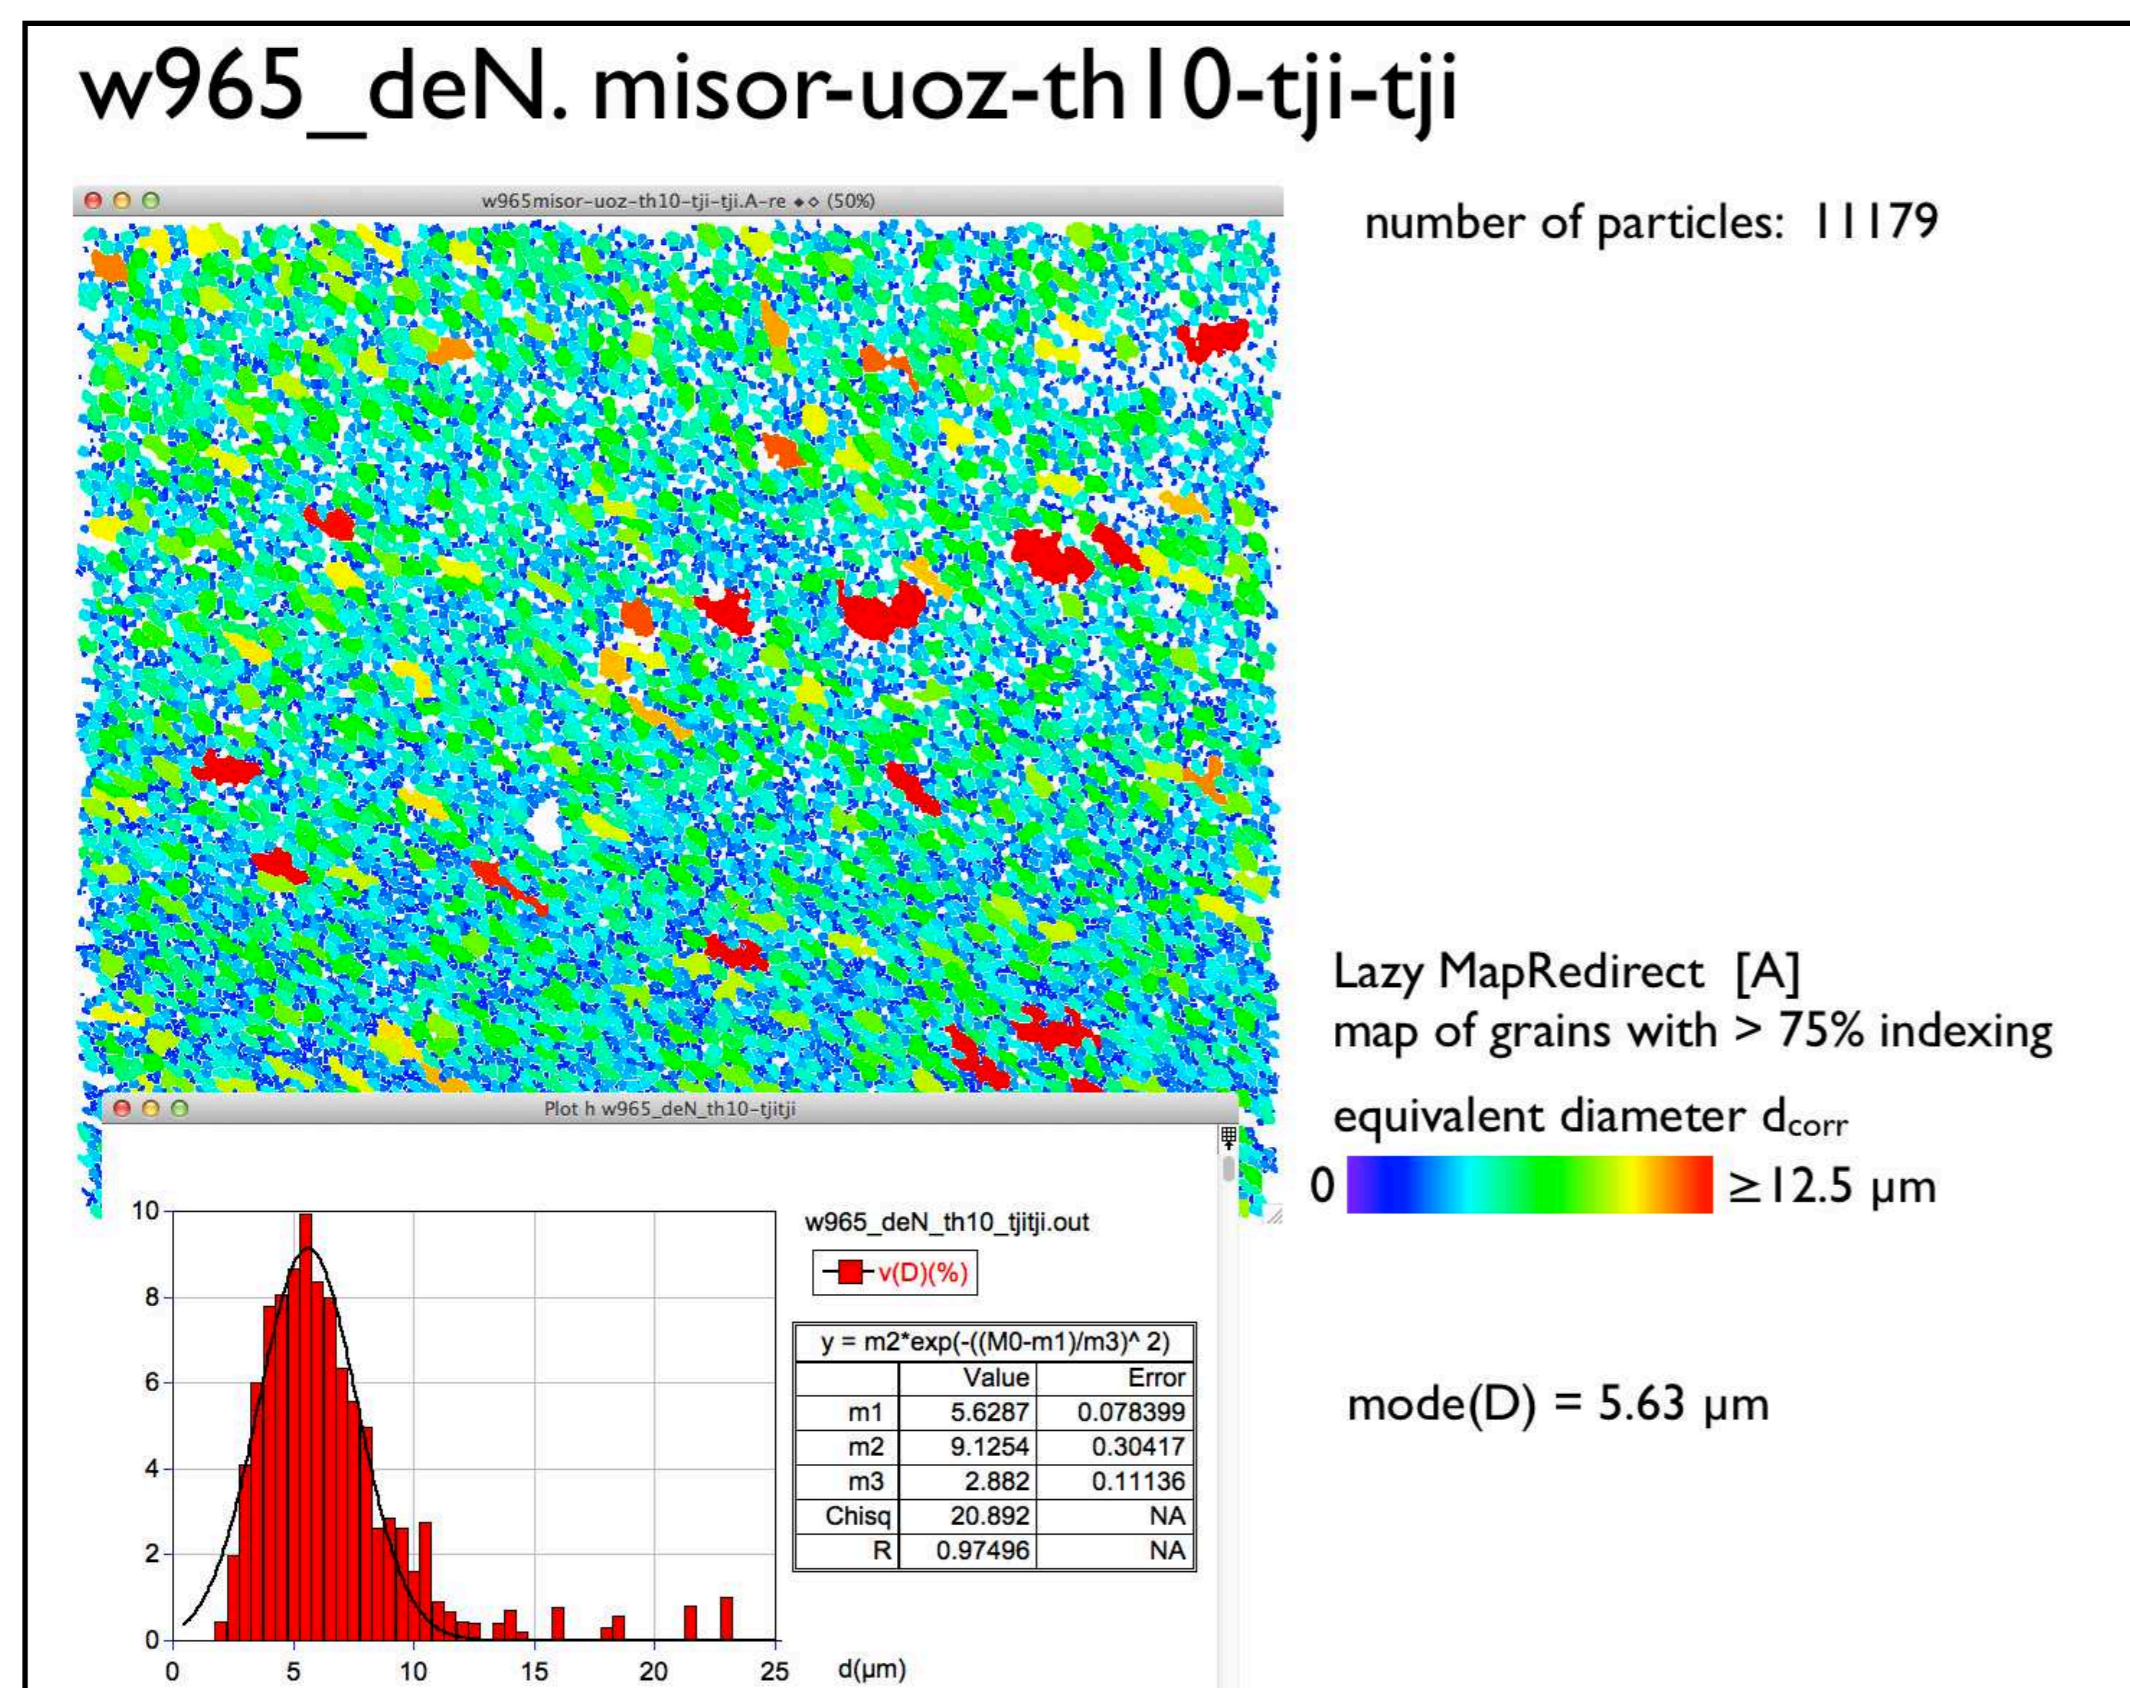 w965_deN. misor-uoz-th10-tji-tji
w965misor-uoz-th10-tji-tji.A-re ◆◇ (50%)
number of particles: 11179
Lazy MapRedirect [A]
map of grains with > 75% indexing
equivalent diameter dcorr
0 ≥12.5 µm
Plot h w965_deN_th10-tjitji
10
8
6
4
2
0
0 5 10 15 20 25 d(µm)
w965_deN_th10_tjitji.out
v(D)(%)
y = m2*exp(-((M0-m1)/m3)^ 2)
Value Error
m1 5.6287 0.078399
m2 9.1254 0.30417
m3 2.882 0.11136
Chisq 20.892 NA
R 0.97496 NA
mode(D) = 5.63 µm